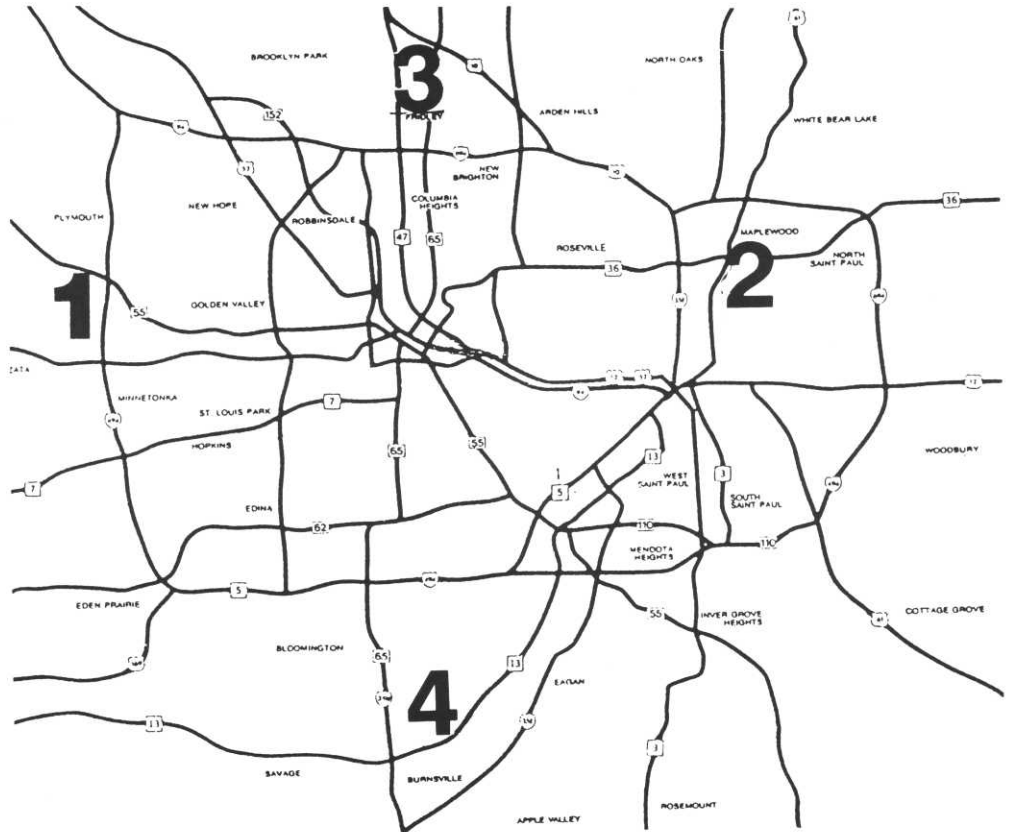 BROOKLYN PARK
3
NORTH OAKS
61
10
152
FRIDLEY
ARDEN HILLS
WHITE BEAR LAKE
NEW
BRIGHTON
NEW HOPE
COLUMBIA
HEIGHTS
PLYMOUTH
ROBBINSDALE
36
47
65
ROSEVILLE
MAPLEWOOD
NORTH
SAINT PAUL
36
2
1
GOLDEN VALLEY
55
MINNETONKA
ST. LOUIS PARK
7
12
HOPKINS
65
55
13
WEST
SAINT PAUL
WOODBURY
7
5
3
SOUTH
SAINT PAUL
EDINA
62
110
110
MENDOTA
HEIGHTS
5
EDEN PRAIRIE
55
INVER GROVE
HEIGHTS
COTTAGE GROVE
61
BLOOMINGTON
65
13
EAGAN
4
13
3
SAVAGE
BURNSVILLE
ROSEMOUNT
APPLE VALLEY